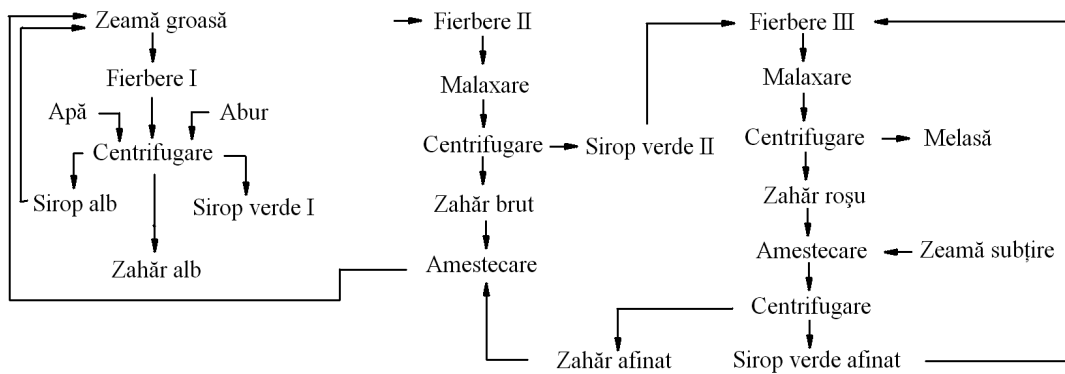 Zeamă groasă
Fierbere I
Apă
Abur
Centrifugare
Sirop alb
Sirop verde I
Zahăr alb
Fierbere II
Malaxare
Centrifugare
Sirop verde II
Zahăr brut
Amestecare
Fierbere III
Malaxare
Centrifugare
Melasă
Zahăr roşu
Amestecare
Zeamă subţire
Centrifugare
Zahăr afinat
Sirop verde afinat